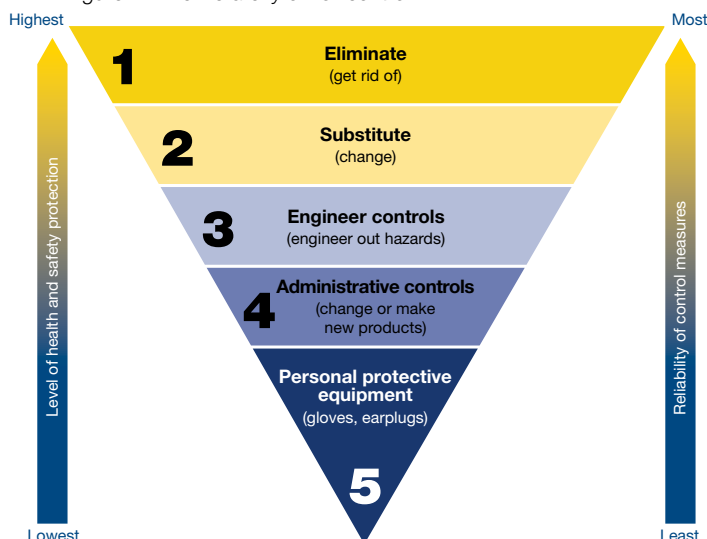 Highest
Most
1
Eliminate
(get rid of)
2
Substitute
(change)
3
Engineer controls
(engineer out hazards)
4
Administrative controls
(change or make
new products)
Personal protective
equipment
(gloves, earplugs)
5
Level of health and safety protection
Reliability of control measures
Lowest
Least